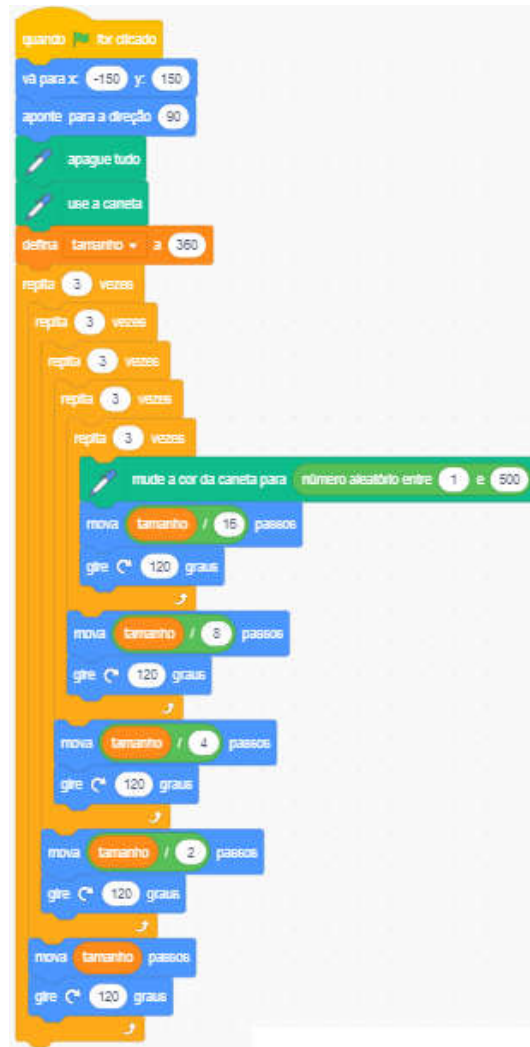 quando for clicado
vá para x: -150 y: 150
aponte para a direção 90
apague tudo
use a caneta
defina tamanho a 360
repita 3 vezes
repita 3 vezes
repita 3 vezes
repita 3 vezes
repita 3 vezes
mude a cor da caneta para número aleatório entre 1 e 500
mova tamanho / 16 passos
gire 120 graus
mova tamanho / 8 passos
gire 120 graus
mova tamanho / 4 passos
gire 120 graus
mova tamanho / 2 passos
gire 120 graus
mova tamanho passos
gire 120 graus